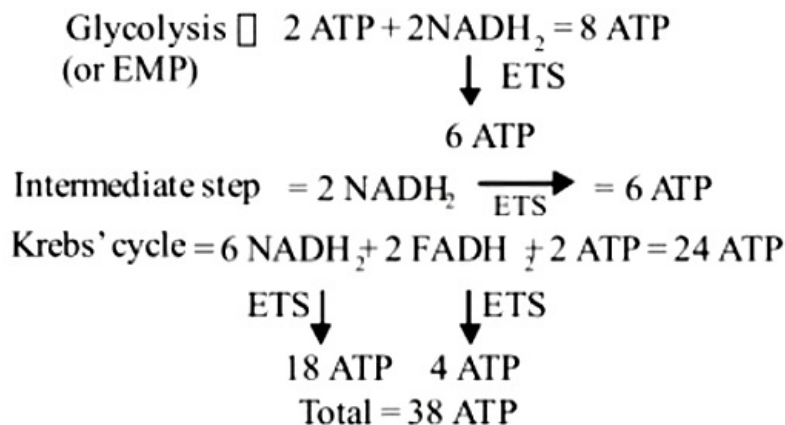 Glycolysis ▯ 2 ATP + 2NADH₂ = 8 ATP
(or EMP)
ETS
6 ATP
Intermediate step = 2 NADH₂ ⟶ = 6 ATP
ETS
Krebs' cycle = 6 NADH₂ + 2 FADH₂ + 2 ATP = 24 ATP
ETS ETS
18 ATP 4 ATP
Total = 38 ATP